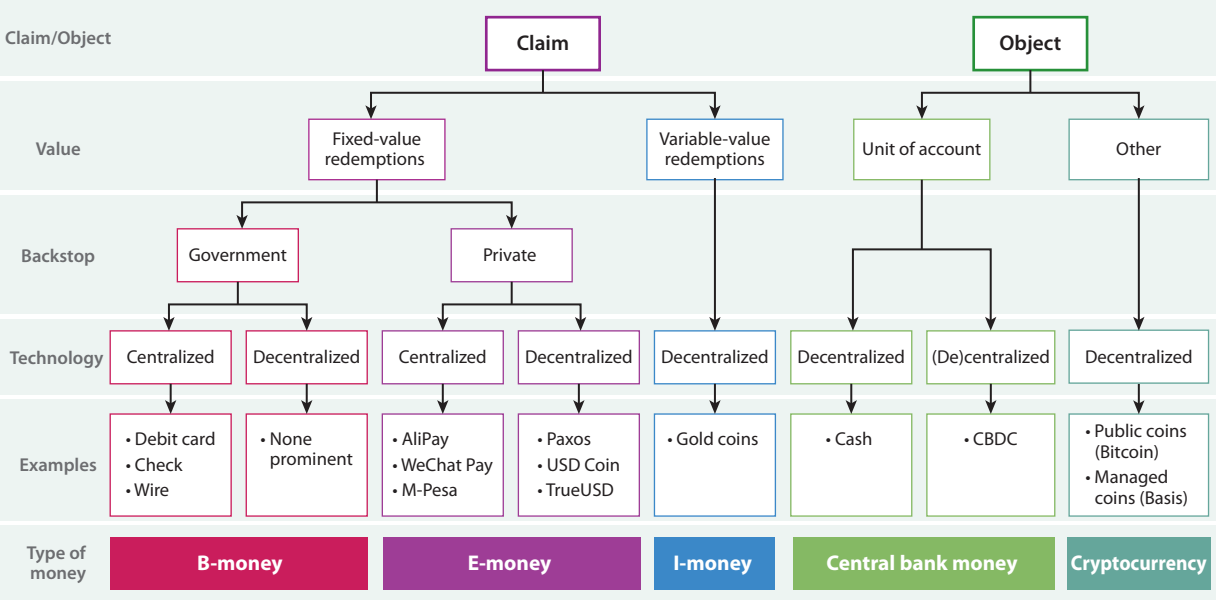 Claim/Object
Claim
Object
Value
Fixed-value
redemptions
Variable-value
redemptions
Unit of account
Other
Backstop
Government
Private
Technology
Centralized
Decentralized
Centralized
Decentralized
Decentralized
Decentralized
(De)centralized
Decentralized
Examples
• Debit card
• Check
• Wire
• None
prominent
• AliPay
• WeChat Pay
• M-Pesa
• Paxos
• USD Coin
• TrueUSD
• Gold coins
• Cash
• CBDC
• Public coins
(Bitcoin)
• Managed
coins (Basis)
Type of
money
B-money
E-money
I-money
Central bank money
Cryptocurrency